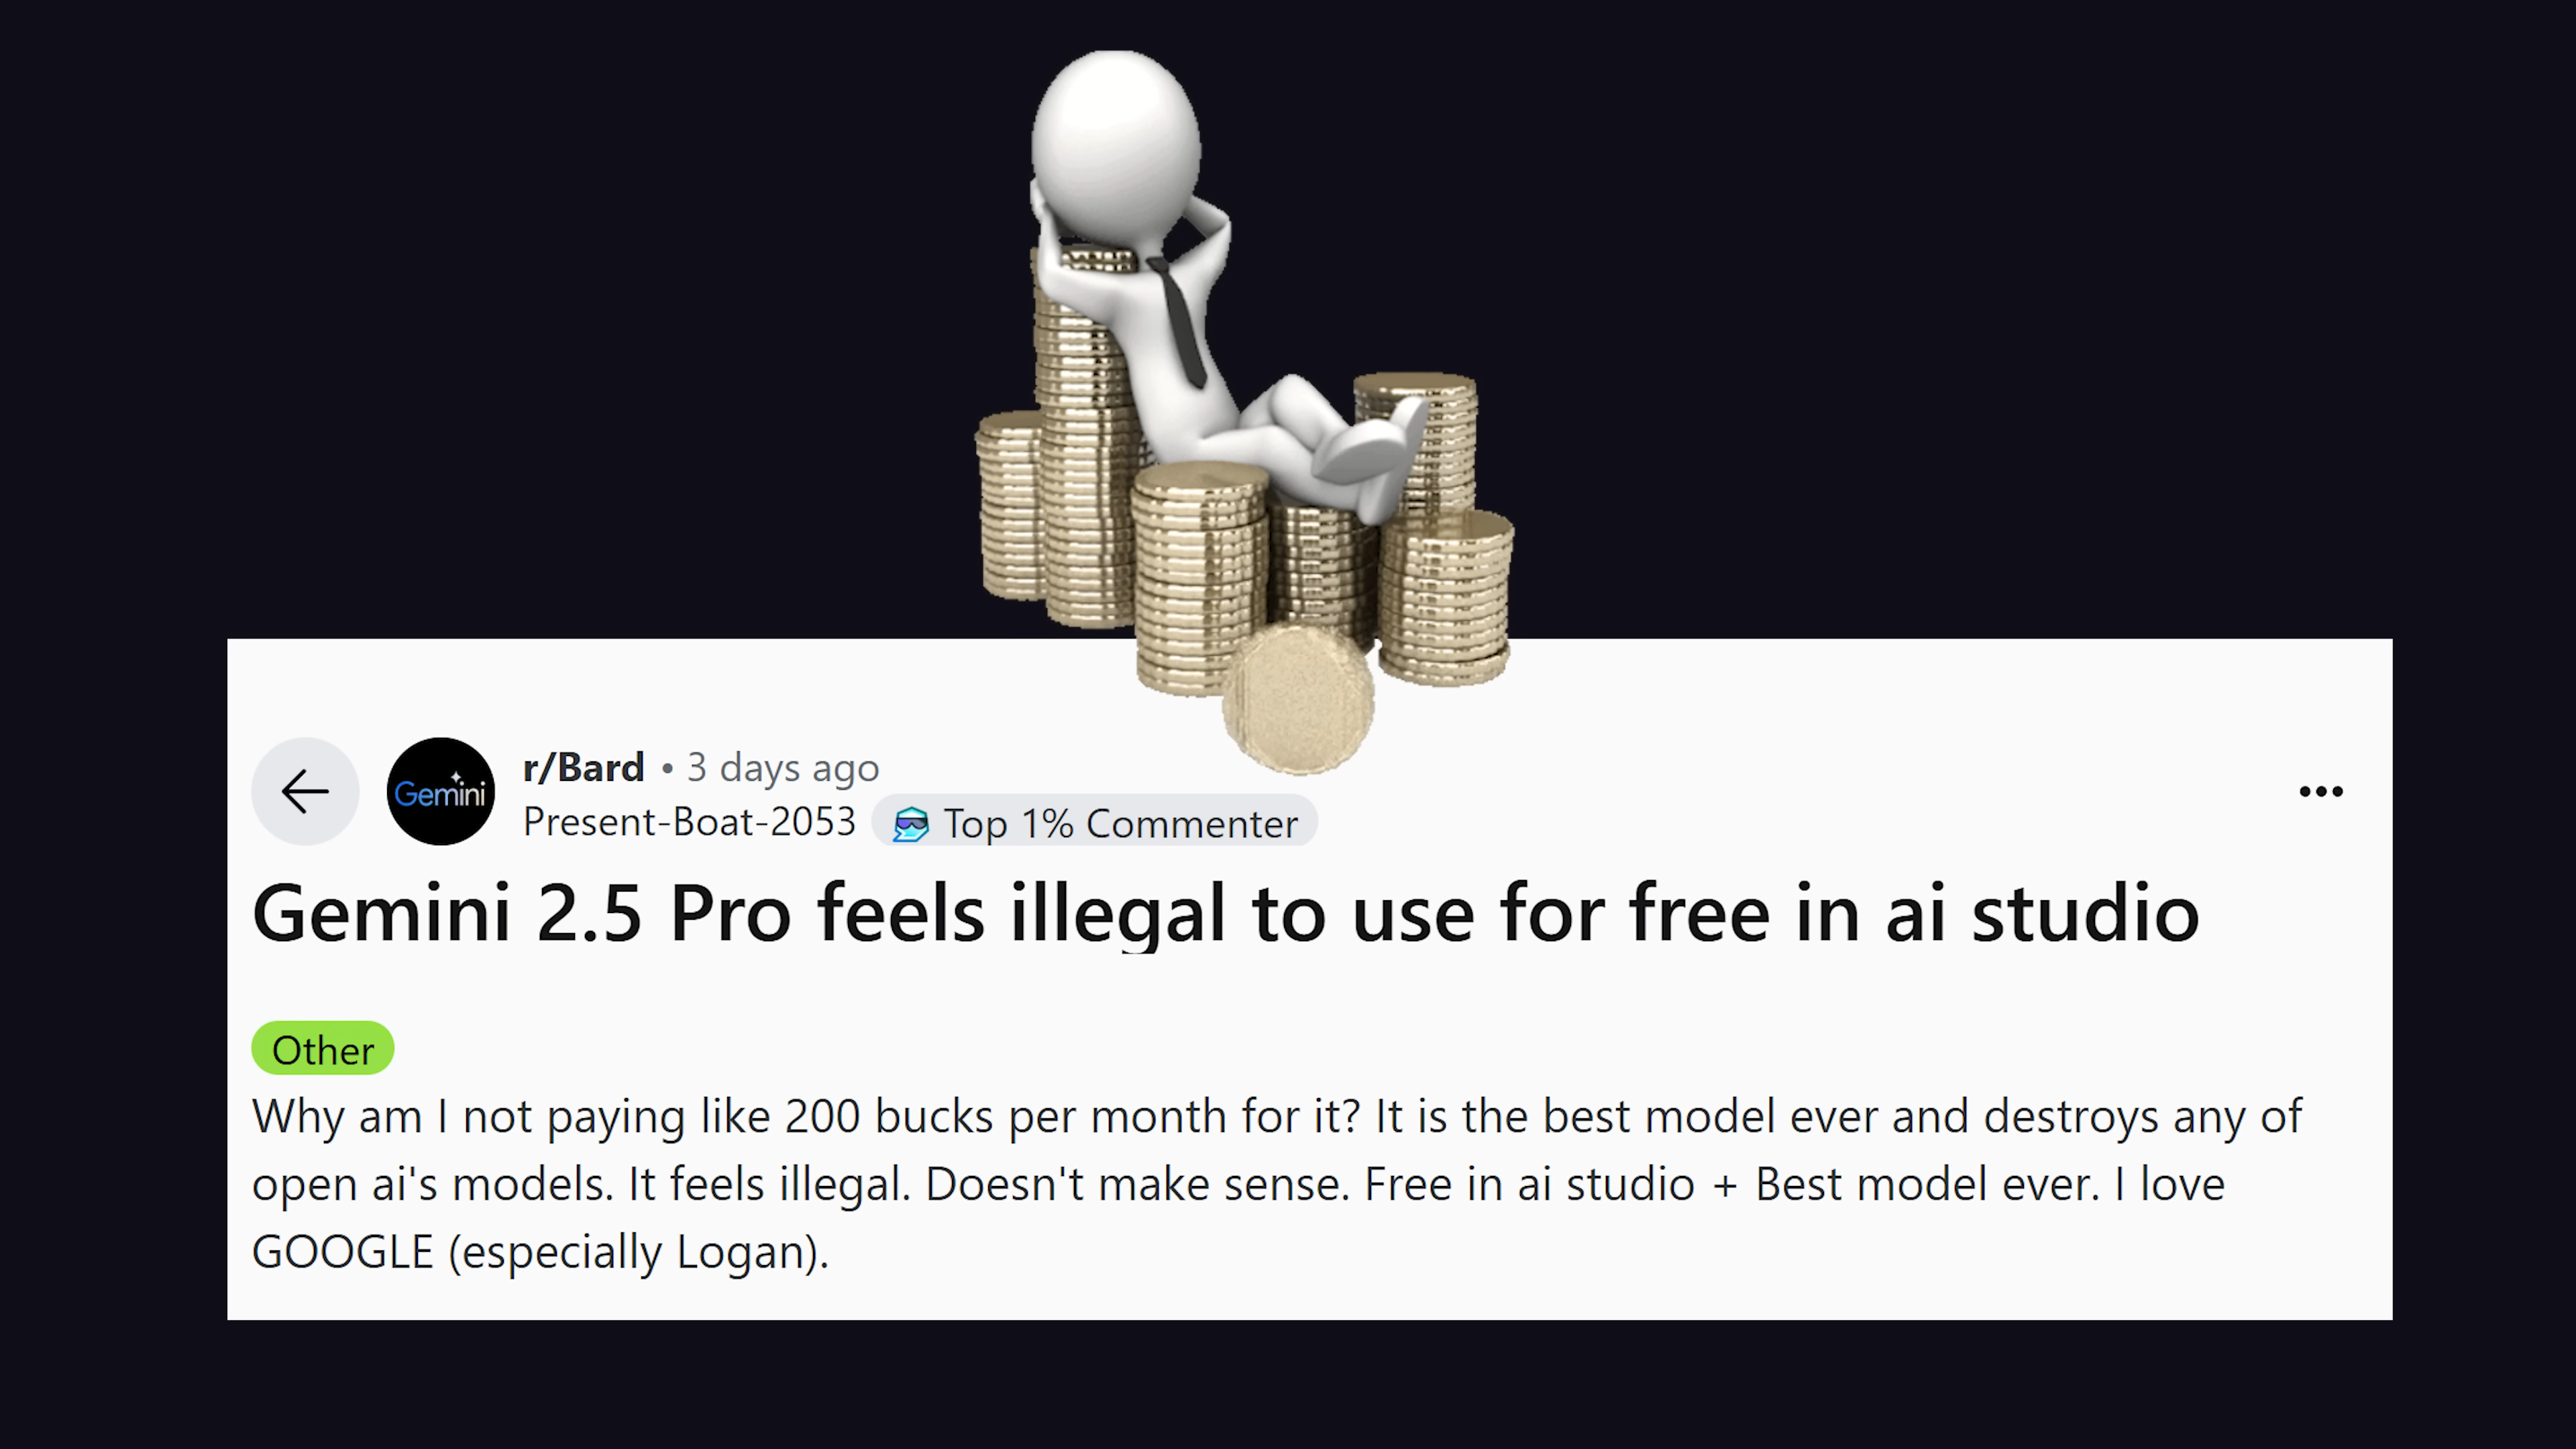 Gemini
r/Bard • 3 days ago
Present-Boat-2053 Top 1% Commenter
Gemini 2.5 Pro feels illegal to use for free in ai studio
Other
Why am I not paying like 200 bucks per month for it? It is the best model ever and destroys any of
open ai's models. It feels illegal. Doesn't make sense. Free in ai studio + Best model ever. I love
GOOGLE (especially Logan).